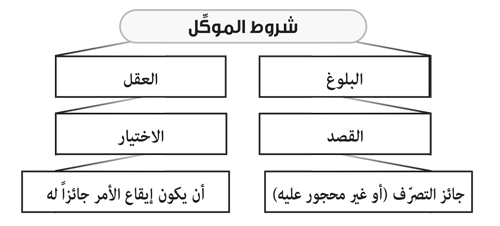 شروط الموكِّل
البلوغ
العقل
القصد
الاختيار
جائز التصرّف (أو غير محجور عليه)
أن يكون إيقاع الأمر جائزاً له